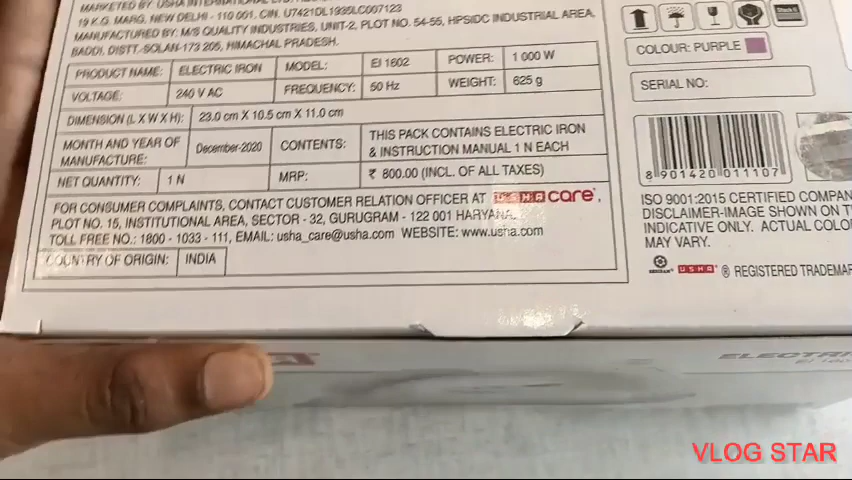 MARKETED BY: USHA INTERNATIONAL
19 K.G. MARG, NEW DELHI - 110 001. CIN. U7421DL1935LC007123
MANUFACTURED BY: M/S QUALITY INDUSTRIES, UNIT-2, PLOT NO. 54-55, HPSIDC INDUSTRIAL AREA,
BADDI, DISTT.-SOLAN-173 205, HIMACHAL PRADESH.
PRODUCT NAME: ELECTRIC IRON MODEL: EI 1602 POWER: 1 000 W
VOLTAGE: 240 V AC FREQUENCY: 50 Hz WEIGHT: 625 g
DIMENSION (L X W X H): 23.0 cm X 10.5 cm X 11.0 cm
MONTH AND YEAR OF
MANUFACTURE: December-2020 CONTENTS: THIS PACK CONTAINS ELECTRIC IRON
& INSTRUCTION MANUAL 1 N EACH
NET QUANTITY: 1 N MRP: ₹ 800.00 (INCL. OF ALL TAXES)
FOR CONSUMER COMPLAINTS, CONTACT CUSTOMER RELATION OFFICER AT USHA care,
PLOT NO. 15, INSTITUTIONAL AREA, SECTOR - 32, GURUGRAM - 122 001 HARYANA.
TOLL FREE NO.: 1800 - 1033 - 111, EMAIL: usha_care@usha.com WEBSITE: www.usha.com
COUNTRY OF ORIGIN: INDIA
COLOUR: PURPLE
SERIAL NO:
8 901420 011107
ISO 9001:2015 CERTIFIED COMPAN
DISCLAIMER-IMAGE SHOWN ON T
INDICATIVE ONLY. ACTUAL COLO
MAY VARY.
USHA ® REGISTERED TRADEMAR
ELECTRI
VLOG STAR